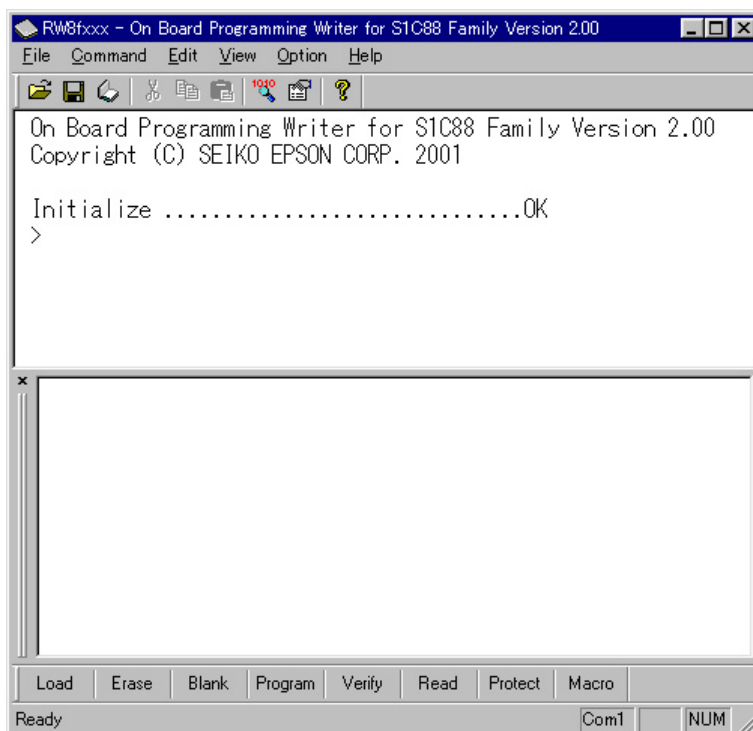 RW8fxxx - On Board Programming Writer for S1C88 Family Version 2.00
File Command Edit View Option Help
On Board Programming Writer for S1C88 Family Version 2.00
Copyright (C) SEIKO EPSON CORP. 2001
Initialize ..............................OK
>
Load Erase Blank Program Verify Read Protect Macro
Ready Com1 NUM